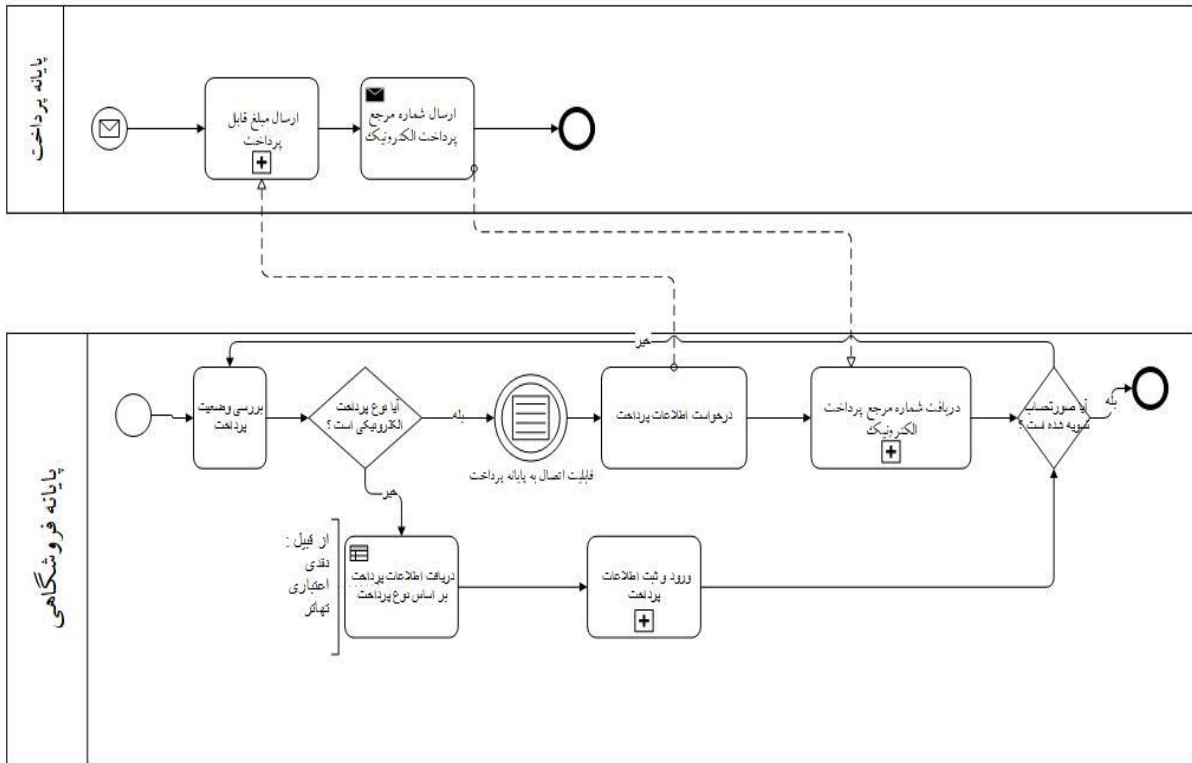 پایانه پرداخت
ارسال مبلغ قابل
پرداخت
ارسال شماره مرجع
پرداخت الکترونیک
پایانه فروشگاهی
خیر
بررسی وضعیت
پرداخت
آیا نوع پرداخت
الکترونیکی است ؟
بله
قابلیت اتصال به پایانه پرداخت
درخواست اطلاعات پرداخت
دریافت شماره مرجع پرداخت
الکترونیک
آیا صورتحساب
تسویه شده است ؟
بله
خیر
از قبیل :
نقدی
اعتباری
تهاتر
دریافت اطلاعات پرداخت
بر اساس نوع پرداخت
ورود و ثبت اطلاعات
پرداخت